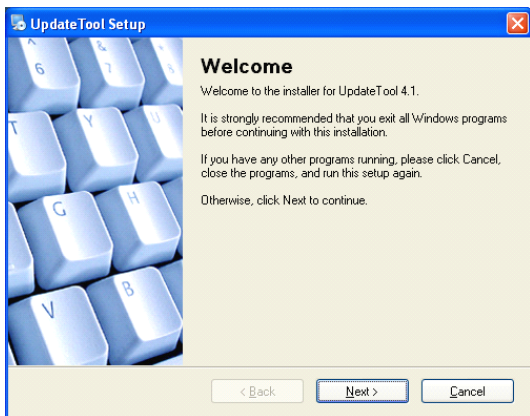 UpdateTool Setup
Welcome
Welcome to the installer for UpdateTool 4.1.
It is strongly recommended that you exit all Windows programs
before continuing with this installation.
If you have any other programs running, please click Cancel,
close the programs, and run this setup again.
Otherwise, click Next to continue.
^ &
6 7
T Y U
G H
V B
< Back Next > Cancel